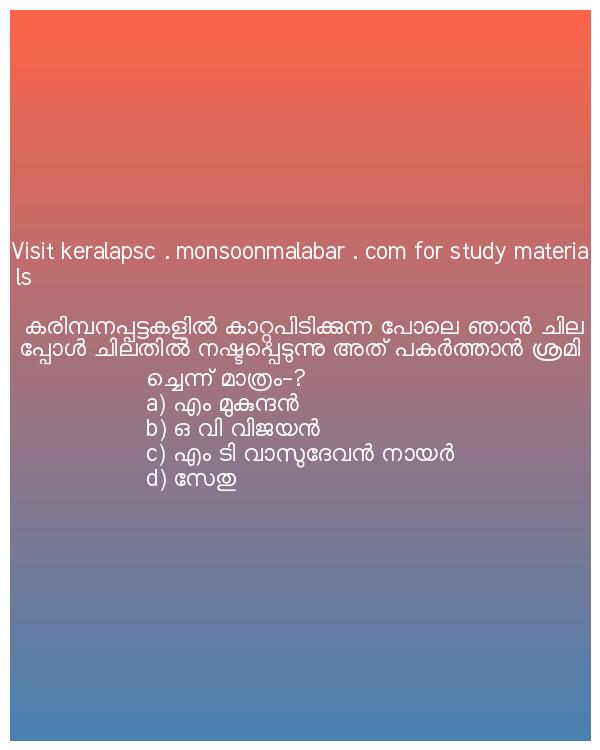 Visit keralapsc . monsoonmalabar . com for study materia
ls
കരിമ്പനപ്പട്ടകളിൽ കാറ്റുപിടിക്കുന്ന പോലെ ഞാൻ ചില
പ്പോൾ ചിലതിൽ നഷ്ടപ്പെടുന്നു അത് പകർത്താൻ ശ്രമി
ച്ചെന്ന് മാത്രം-?
a) എം മുകുന്ദൻ
b) ഒ വി വിജയൻ
c) എം ടി വാസുദേവൻ നായർ
d) സേതു